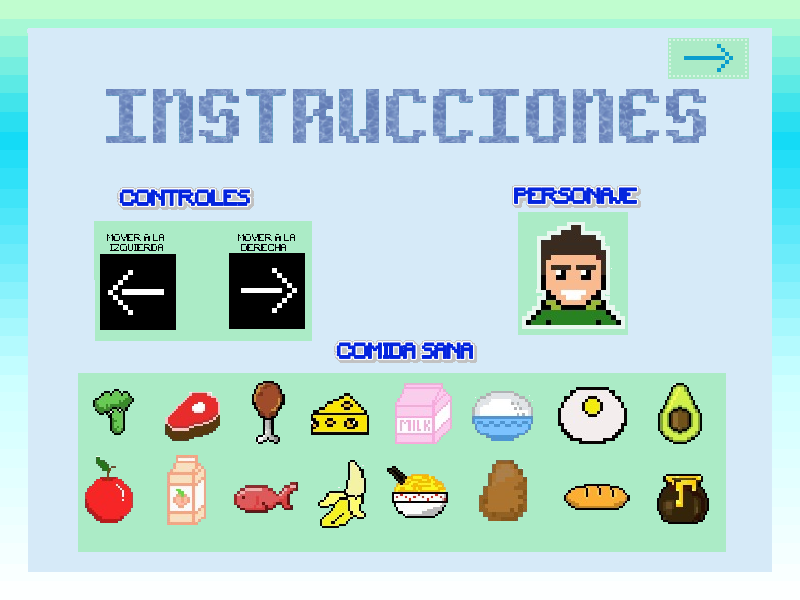 INSTRUCCIONES
CONTROLES
PERSONAJE
MOVER A LA
IZQUIERDA
MOVER A LA
DERECHA
COMIDA SANA
MILK